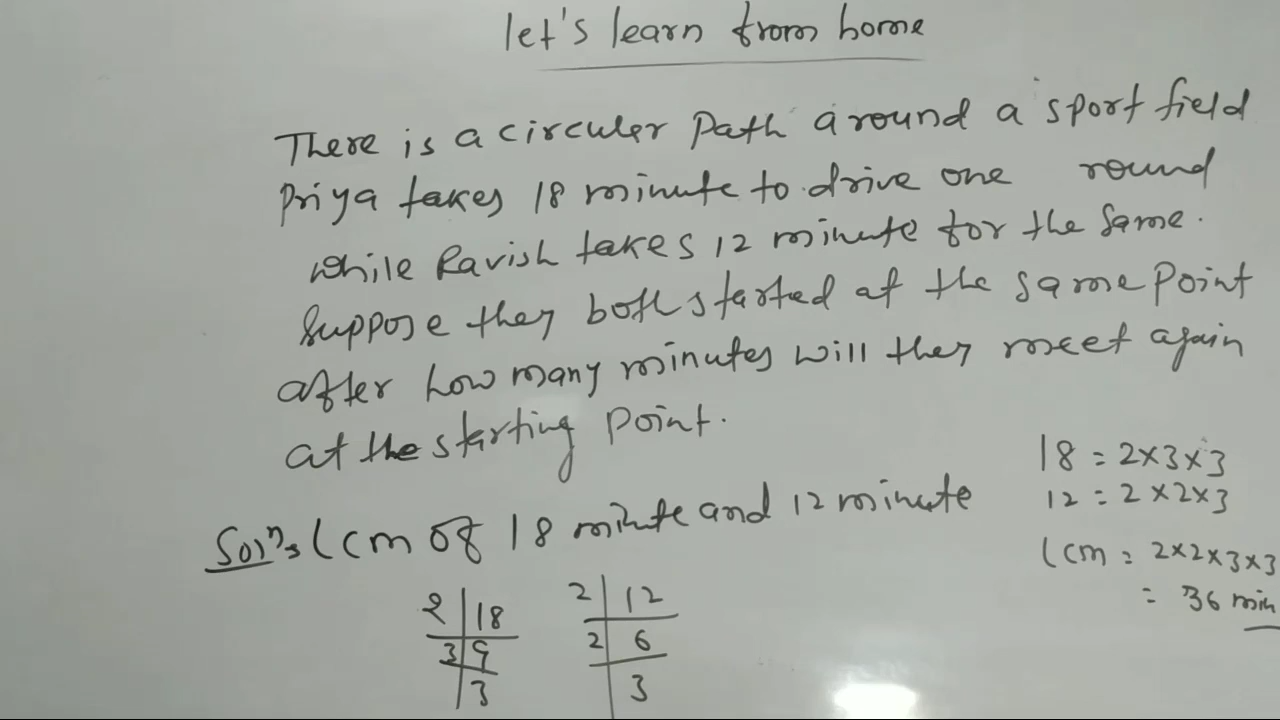 let's learn from home
There is a circular Path around a sport field
Priya takes 18 minute to drive one round
while Ravish takes 12 minute for the same.
Suppose they both started at the same Point
after how many minutes will they meet again
at the starting Point.
Solⁿ, Lcm of 18 minute and 12 minute
2 | 18
3 | 9
3
2 | 12
2 | 6
3
18 = 2×3×3
12 = 2×2×3
Lcm = 2×2×3×3
= 36 min